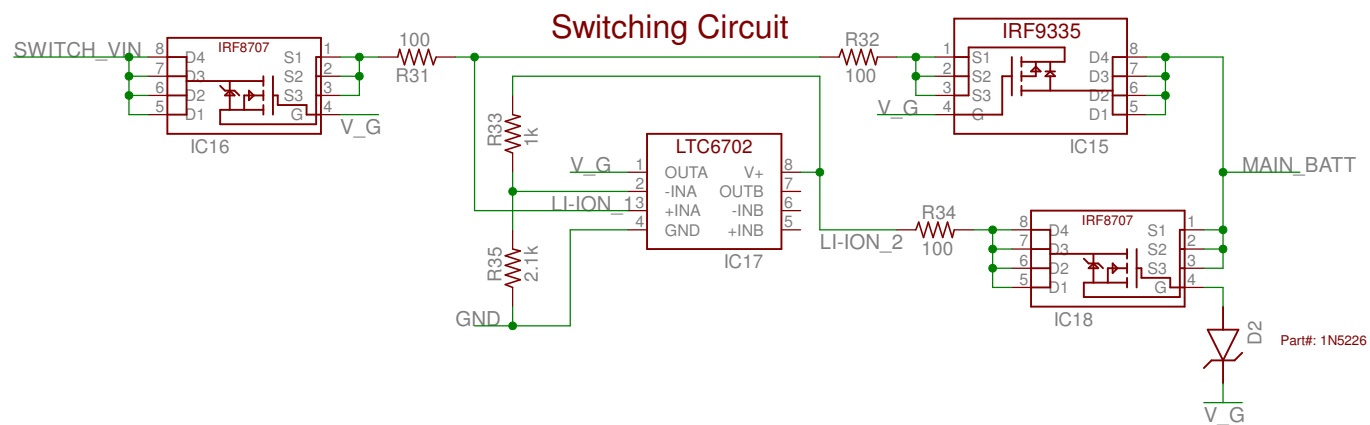 Switching Circuit
SWITCH_VIN
IRF8707
8 D4 S1 1
7 D3 S2 2
6 D2 S3 3
5 D1 G 4
V_G
IC16
100
R31
R32
100
IRF9335
1 S1 D4 8
2 S2 D3 7
3 S3 D2 6
4 G D1 5
V_G
IC15
R33
1k
LTC6702
V_G
1 OUTA V+ 8
2 -INA OUTB 7
LI-ION_1
3 +INA -INB 6
4 GND +INB 5
IC17
R35
2.1k
GND
LI-ION_2
R34
100
IRF8707
8 D4 S1 1
7 D3 S2 2
6 D2 S3 3
5 D1 G 4
IC18
MAIN_BATT
D2
Part#: 1N5226
V_G